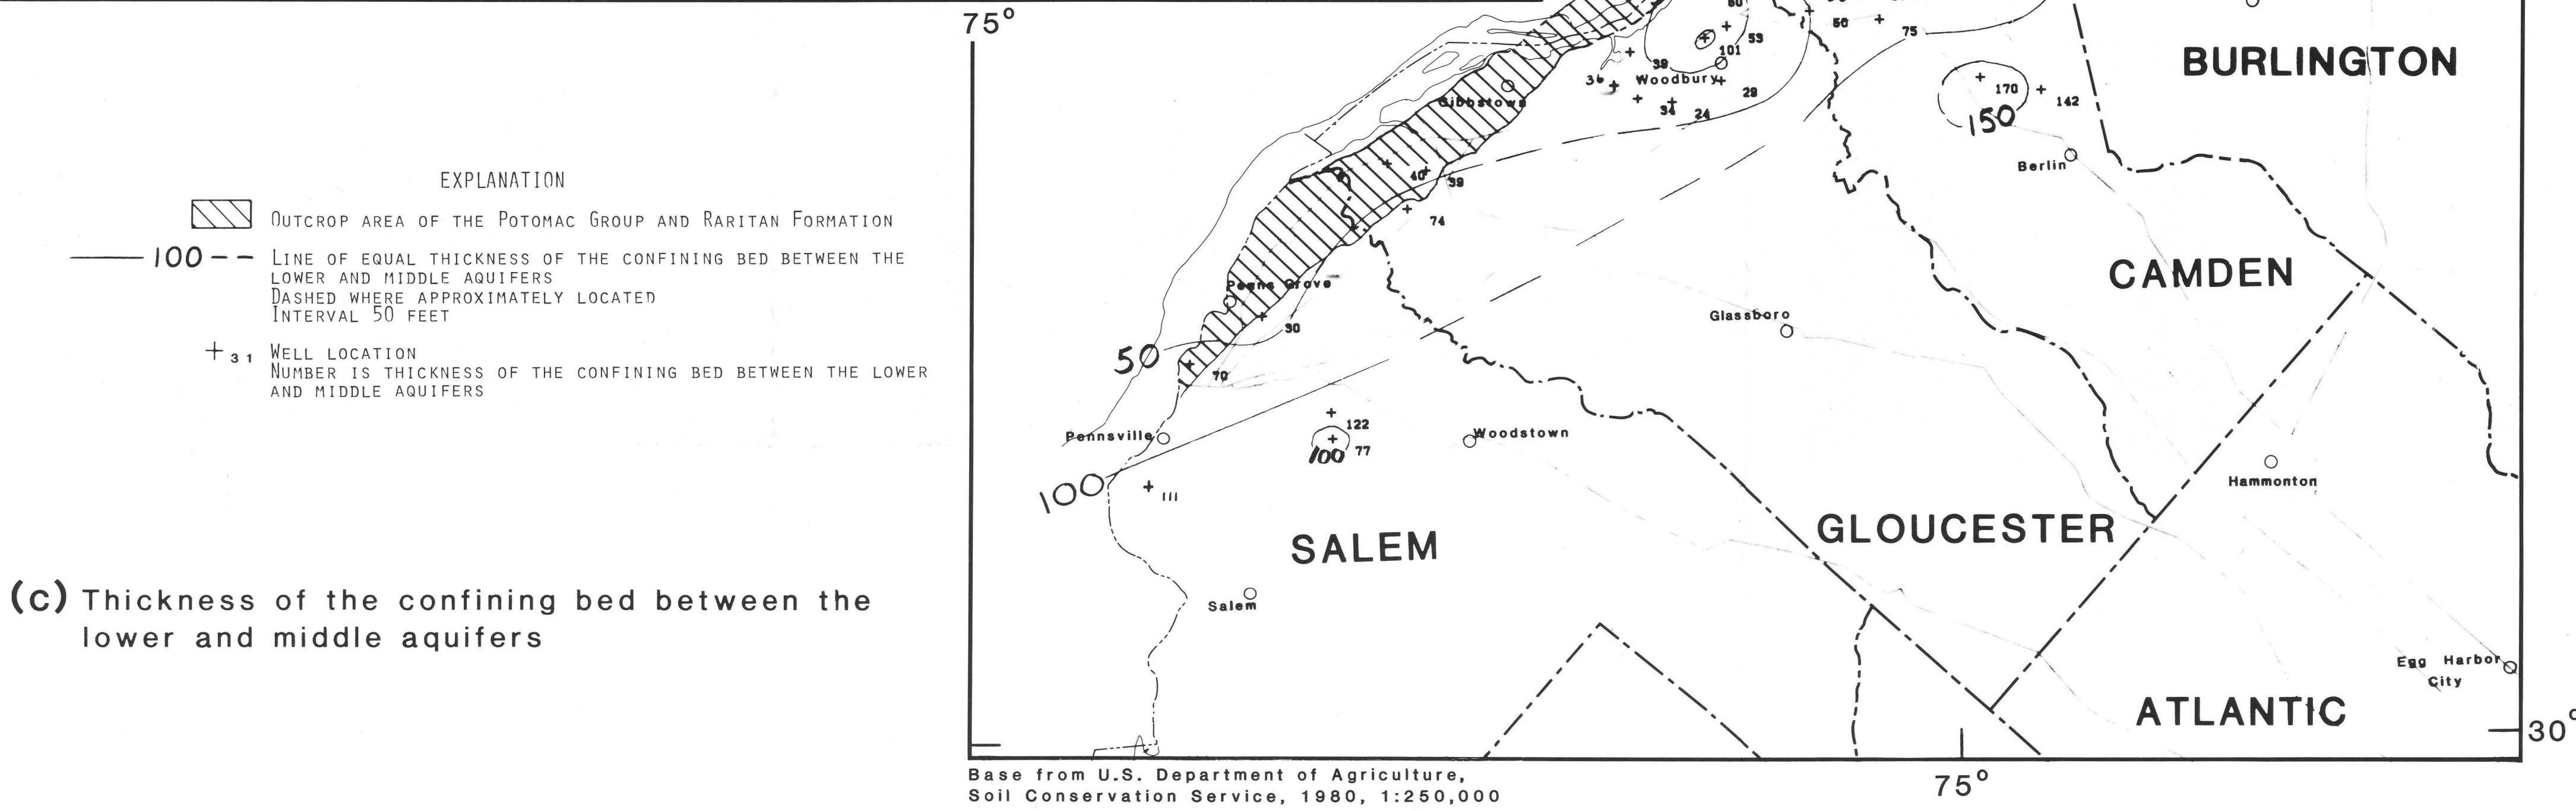 75°
EXPLANATION
OUTCROP AREA OF THE POTOMAC GROUP AND RARITAN FORMATION
100
LINE OF EQUAL THICKNESS OF THE CONFINING BED BETWEEN THE
LOWER AND MIDDLE AQUIFERS
DASHED WHERE APPROXIMATELY LOCATED
INTERVAL 50 FEET
31
WELL LOCATION
NUMBER IS THICKNESS OF THE CONFINING BED BETWEEN THE LOWER
AND MIDDLE AQUIFERS
(c) Thickness of the confining bed between the
lower and middle aquifers
53
101
50
75
39
36
Woodbury
29
34
24
Gibbstown
BURLINGTON
170
142
150
Berlin
40
39
74
CAMDEN
Penns Grove
30
50
70
Glassboro
122
77
100
Pennsville
Woodstown
100
111
Hammonton
SALEM
GLOUCESTER
Salem
Egg Harbor
City
ATLANTIC
30°
75°
Base from U.S. Department of Agriculture,
Soil Conservation Service, 1980, 1:250,000